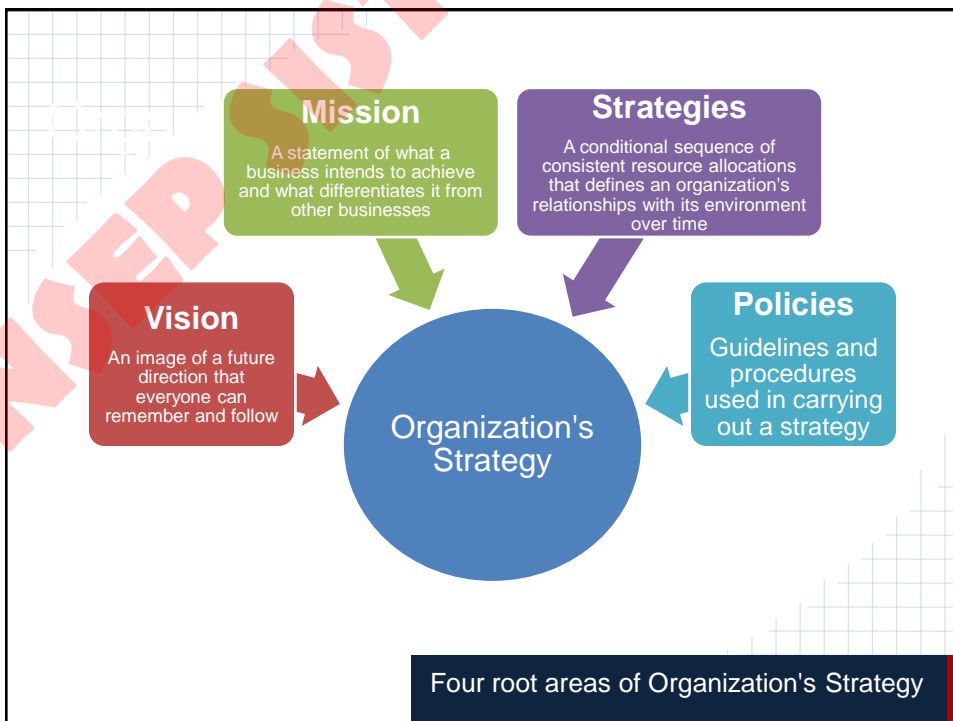 Mission
A statement of what a
business intends to achieve
and what differentiates it from
other businesses
Strategies
A conditional sequence of
consistent resource allocations
that defines an organization's
relationships with its environment
over time
Vision
An image of a future
direction that
everyone can
remember and follow
Policies
Guidelines and
procedures
used in carrying
out a strategy
Organization's
Strategy
Four root areas of Organization's Strategy